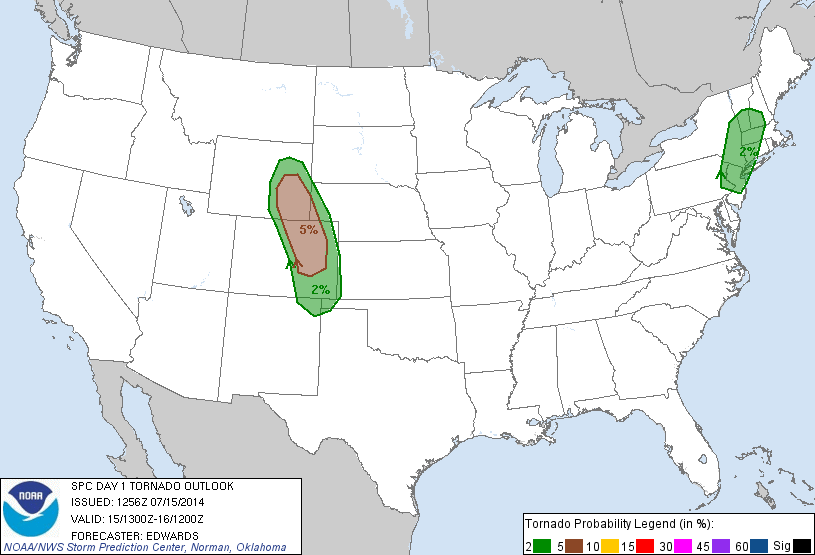 2%
5%
2%
NOAA
SPC DAY 1 TORNADO OUTLOOK
ISSUED: 1256Z 07/15/2014
VALID: 15/1300Z-16/1200Z
FORECASTER: EDWARDS
NOAA/NWS Storm Prediction Center, Norman, Oklahoma
Tornado Probability Legend (in %):
2 5 10 15 30 45 60 Sig